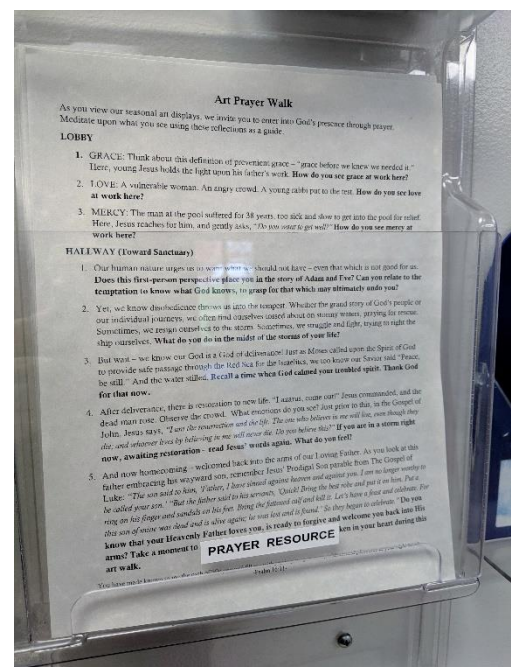 Art Prayer Walk
As you view our seasonal art displays, we invite you to enter into God's presence through prayer.
Meditate upon what you see using these reflections as a guide.
LOBBY
1. GRACE: Think about this definition of prevenient grace – "grace before we knew we needed it."
Here, young Jesus holds the light upon his father's work. How do you see grace at work here?
2. LOVE: A vulnerable woman. An angry crowd. A young rabbi put to the test. How do you see love
at work here?
3. MERCY: The man at the pool suffered for 38 years, too sick and slow to get into the pool for relief.
Here, Jesus reaches for him, and gently asks, "Do you want to get well?" How do you see mercy at
work here?
HALLWAY (Toward Sanctuary)
1. Our human nature urges us to want what we should not have – even that which is not good for us.
Does this first-person perspective place you in the story of Adam and Eve? Can you relate to the
temptation to know what God knows, to grasp for that which may ultimately undo you?
2. Yet, we know disobedience throws us into the tempest. Whether the grand story of God's people or
our individual journeys, we often find ourselves tossed about on stormy waters, praying for rescue.
Sometimes, we resign ourselves to the storm. Sometimes, we struggle and fight, trying to right the
ship ourselves. What do you do in the midst of the storms of your life?
3. But wait – we know our God is a God of deliverance! Just as Moses called upon the Spirit of God
to provide safe passage through the Red Sea for the Israelites, we too know our Savior said "Peace,
be still." And the water stilled. Recall a time when God calmed your troubled spirit. Thank God
for that now.
4. After deliverance, there is restoration to new life. "Lazarus, come out!" Jesus commanded, and the
dead man rose. Observe the crowd. What emotions do you see? Just prior to this, in the Gospel of
John, Jesus says, "I am the resurrection and the life. The one who believes in me will live, even though they
die; and whoever lives by believing in me will never die. Do you believe this?" If you are in a storm right
now, awaiting restoration – read Jesus' words again. What do you feel?
5. And now homecoming – welcomed back into the arms of our Loving Father. As you look at this
father embracing his wayward son, remember Jesus' Prodigal Son parable from The Gospel of
Luke: "The son said to him, 'Father, I have sinned against heaven and against you. I am no longer worthy to
be called your son.' "But the father said to his servants, 'Quick! Bring the best robe and put it on him. Put a
ring on his finger and sandals on his feet. Bring the fattened calf and kill it. Let's have a feast and celebrate. For
this son of mine was dead and is alive again; he was lost and is found.' So they began to celebrate." Do you
know that your Heavenly Father loves you, is ready to forgive and welcome you back into His
arms? Take a moment to ken in your heart during this
art walk.
PRAYER RESOURCE
You have made known
Psalm 16:11